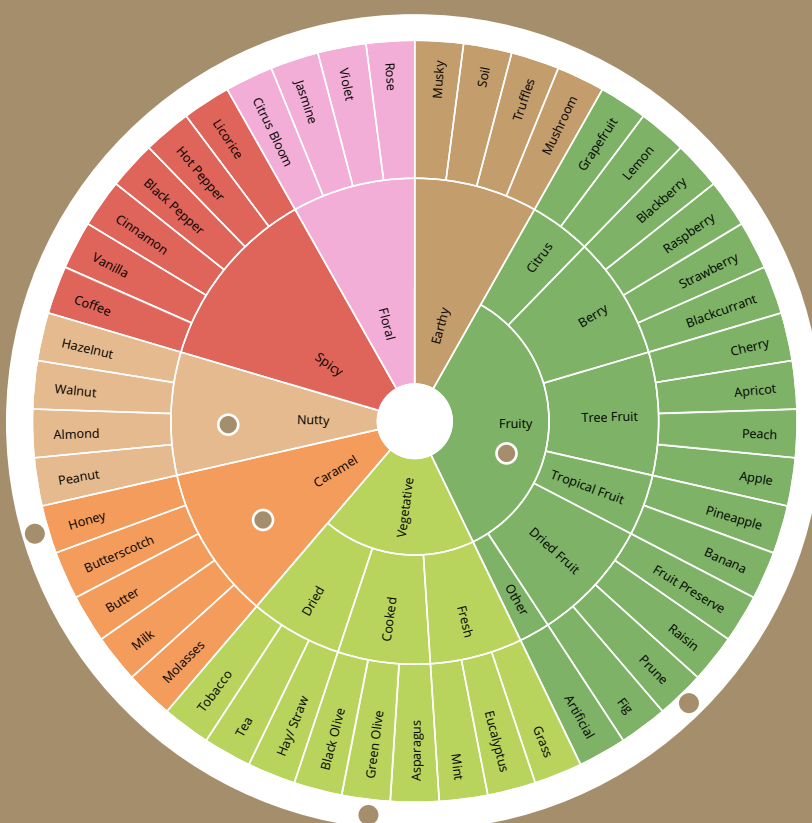 Musky
Soil
Truffles
Mushroom
Grapefruit
Lemon
Blackberry
Raspberry
Strawberry
Blackcurrant
Cherry
Apricot
Peach
Apple
Pineapple
Banana
Fruit Preserve
Raisin
Prune
Fig
Artificial
Grass
Eucalyptus
Mint
Asparagus
Green Olive
Black Olive
Hay/ Straw
Tea
Tobacco
Molasses
Milk
Butter
Butterscotch
Honey
Peanut
Almond
Walnut
Hazelnut
Coffee
Vanilla
Cinnamon
Black Pepper
Hot Pepper
Licorice
Citrus Bloom
Jasmine
Violet
Rose
Citrus
Berry
Tree Fruit
Tropical Fruit
Dried Fruit
Other
Fresh
Cooked
Dried
Earthy
Fruity
Vegetative
Caramel
Nutty
Spicy
Floral